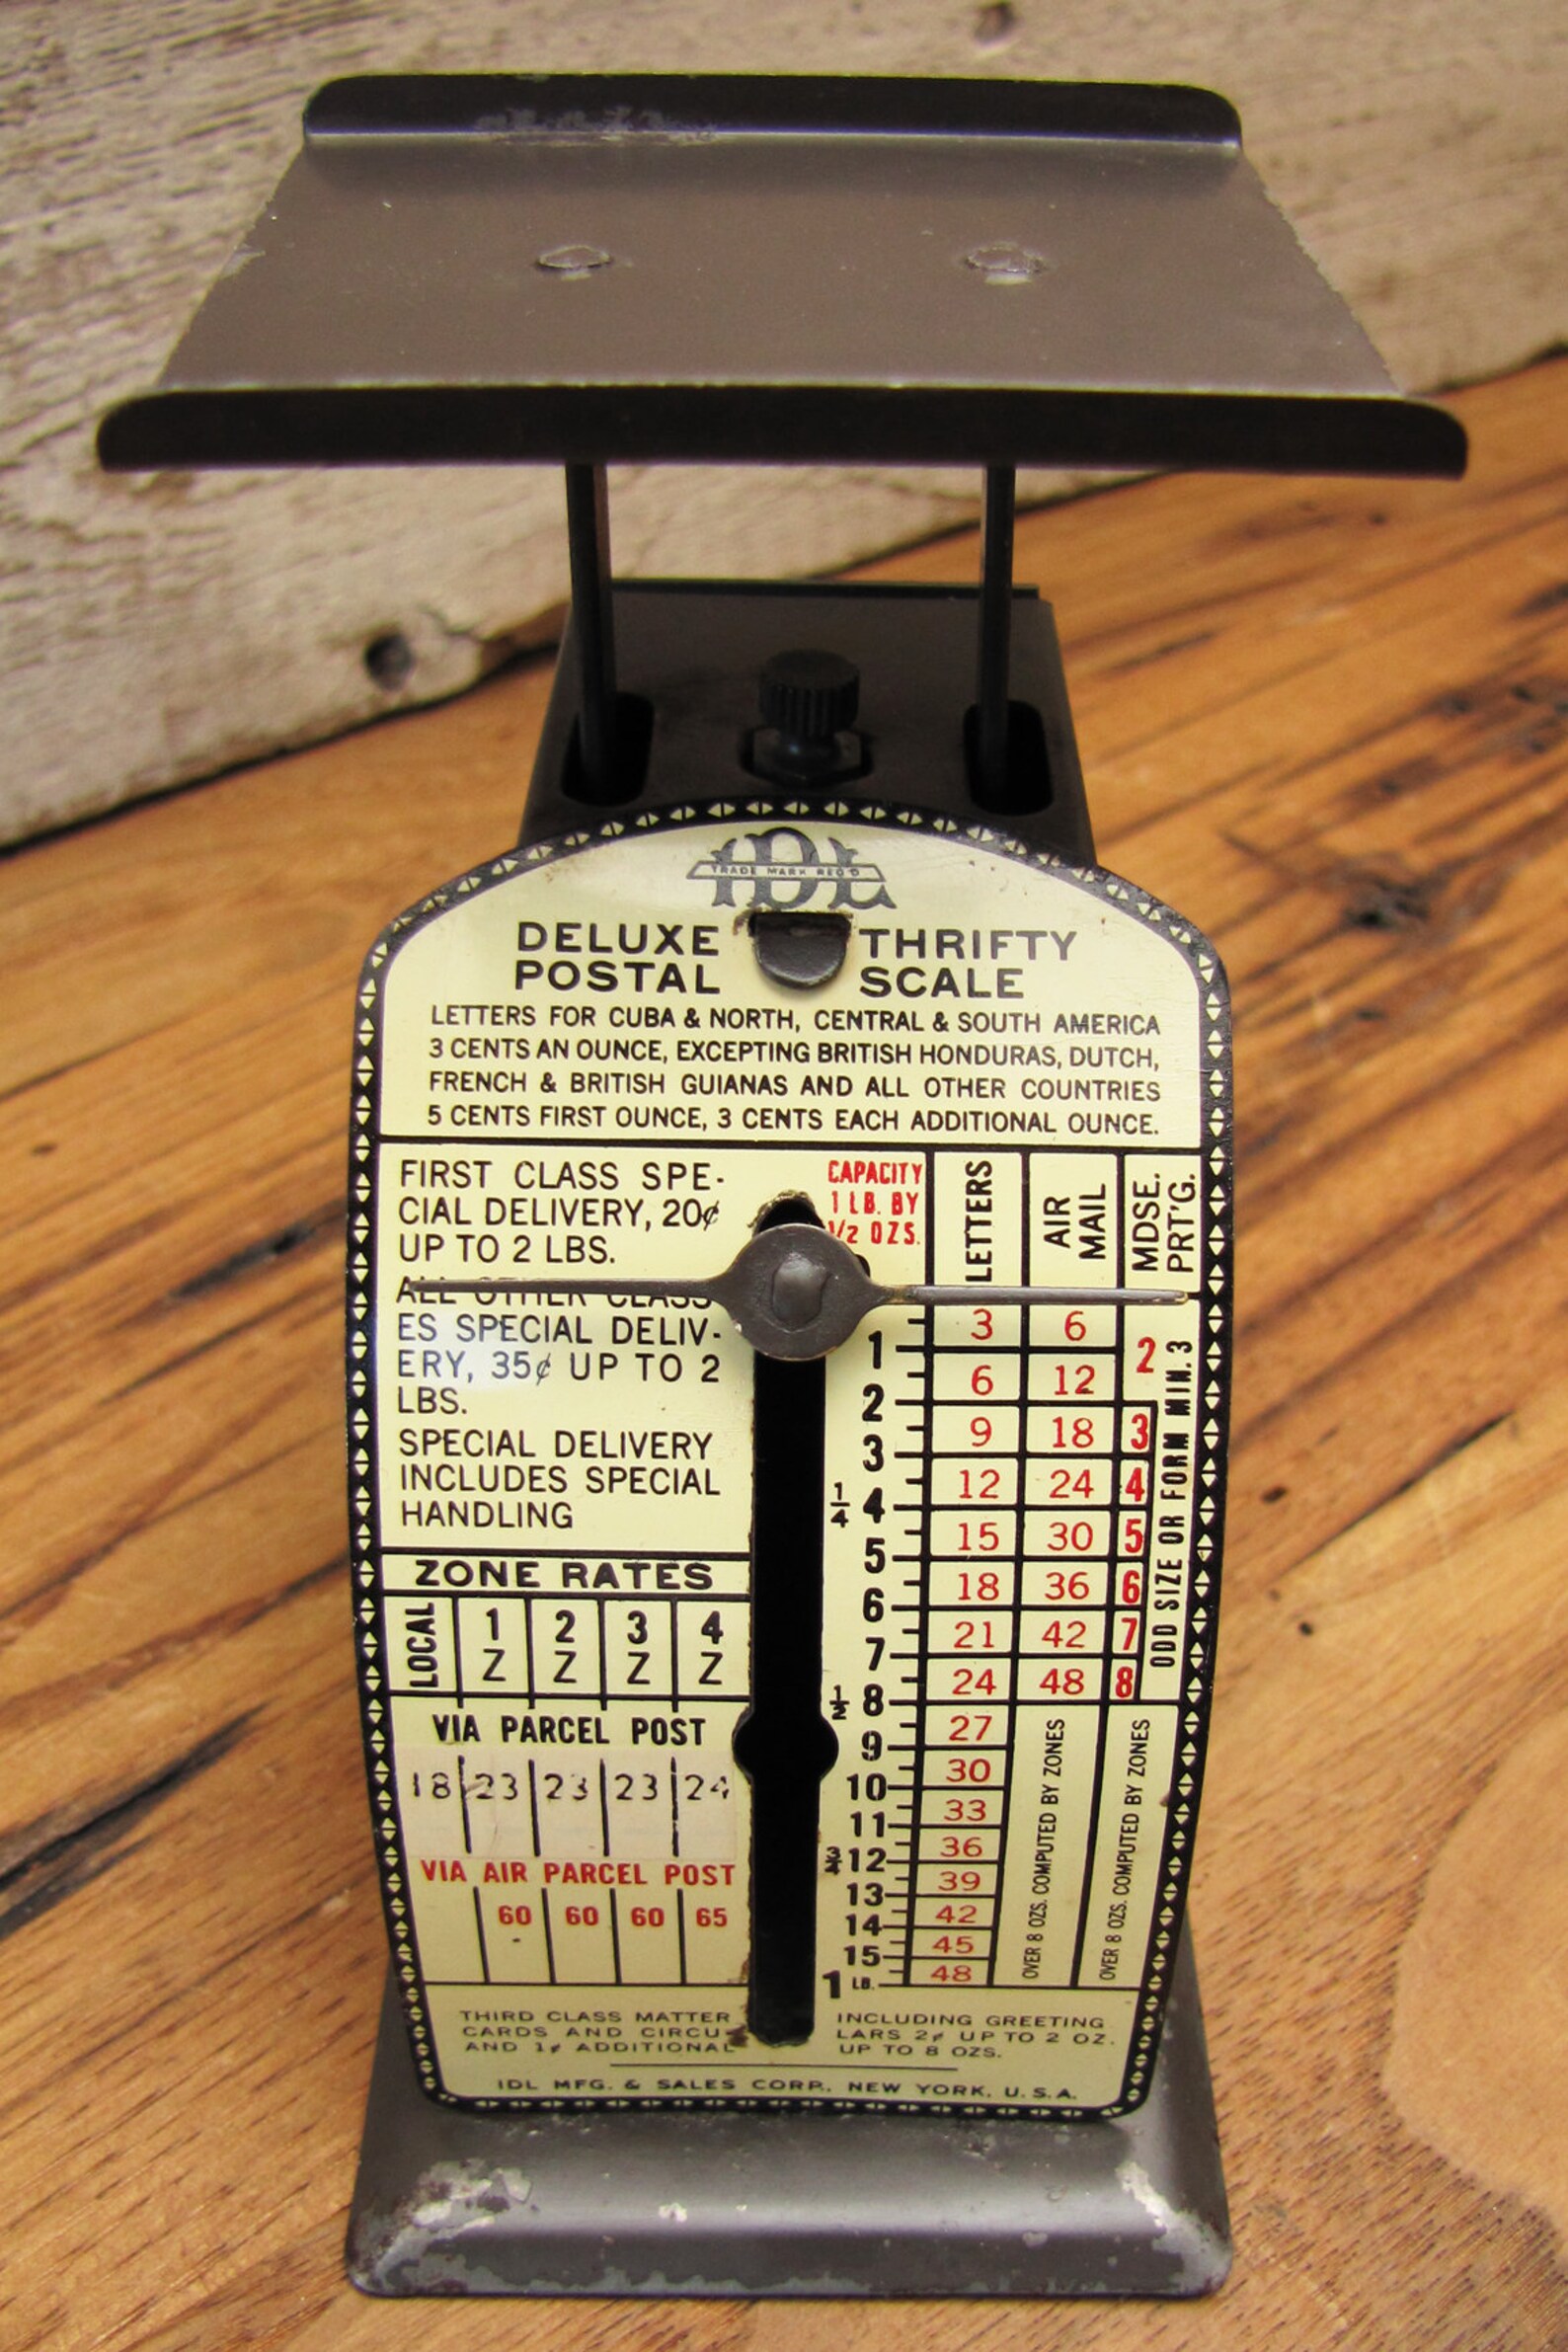 IDL
TRADE MARK REG'D
DELUXE THRIFTY
POSTAL SCALE
LETTERS FOR CUBA & NORTH, CENTRAL & SOUTH AMERICA
3 CENTS AN OUNCE, EXCEPTING BRITISH HONDURAS, DUTCH,
FRENCH & BRITISH GUIANAS AND ALL OTHER COUNTRIES
5 CENTS FIRST OUNCE, 3 CENTS EACH ADDITIONAL OUNCE.
FIRST CLASS SPE-
CIAL DELIVERY, 20¢
UP TO 2 LBS.
ALL OTHER CLASS-
ES SPECIAL DELIV-
ERY, 35¢ UP TO 2
LBS.
SPECIAL DELIVERY
INCLUDES SPECIAL
HANDLING
ZONE RATES
LOCAL 1 2 3 4
Z Z Z Z
VIA PARCEL POST
18 23 23 23 24
VIA AIR PARCEL POST
60 60 60 65
CAPACITY
1 LB. BY
1/2 OZS.
LETTERS
AIR
MAIL
MDSE.
PRT'G.
3 6
1
6 12 2
2
9 18 3
3
12 24 4
1/4 4
15 30 5
5
18 36 6
6
21 42 7
7
24 48 8
1/2 8
27
9
30
10
33
11
36
3/4 12
39
13
42
14
45
15
48
1 LB.
ODD SIZE OR FORM MIN. 3
OVER 8 OZS. COMPUTED BY ZONES
OVER 8 OZS. COMPUTED BY ZONES
THIRD CLASS MATTER INCLUDING GREETING
CARDS AND CIRCU- LARS 2¢ UP TO 2 OZ.
AND 1¢ ADDITIONAL UP TO 8 OZS.
IDL MFG. & SALES CORP., NEW YORK, U.S.A.